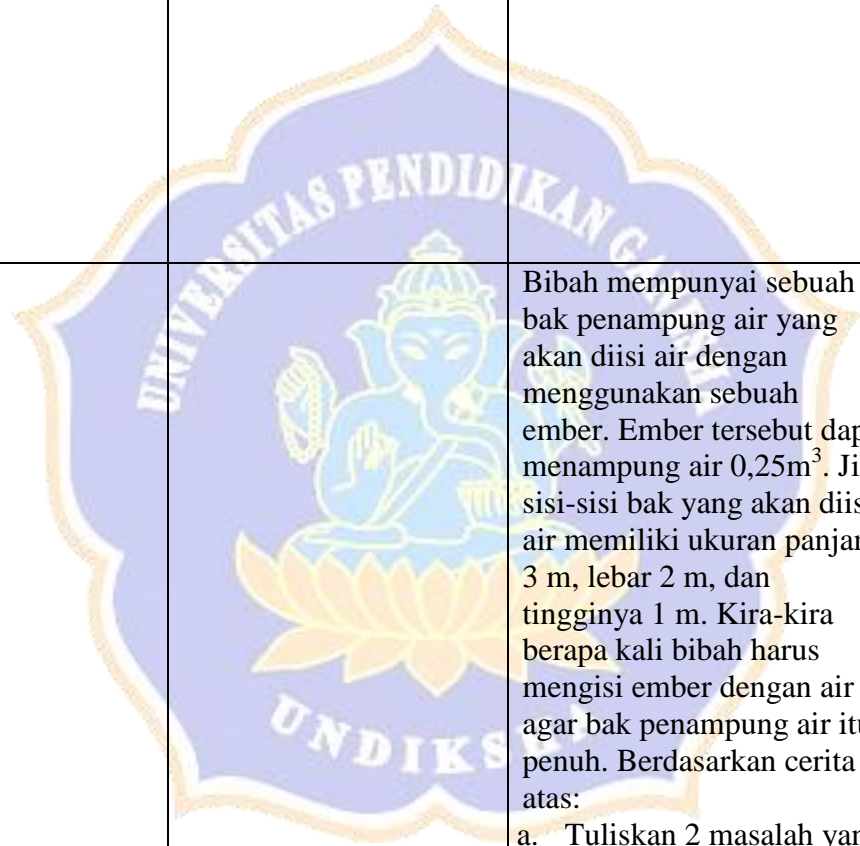 UNIVERSITAS PENDIDIKAN GANESHA
UNDIKSHA
Bibah mempunyai sebuah
bak penampung air yang
akan diisi air dengan
menggunakan sebuah
ember. Ember tersebut dap
menampung air 0,25m³. Ji
sisi-sisi bak yang akan diis
air memiliki ukuran panjan
3 m, lebar 2 m, dan
tingginya 1 m. Kira-kira
berapa kali bibah harus
mengisi ember dengan air
agar bak penampung air itu
penuh. Berdasarkan cerita
atas:
a. Tuliskan 2 masalah yan